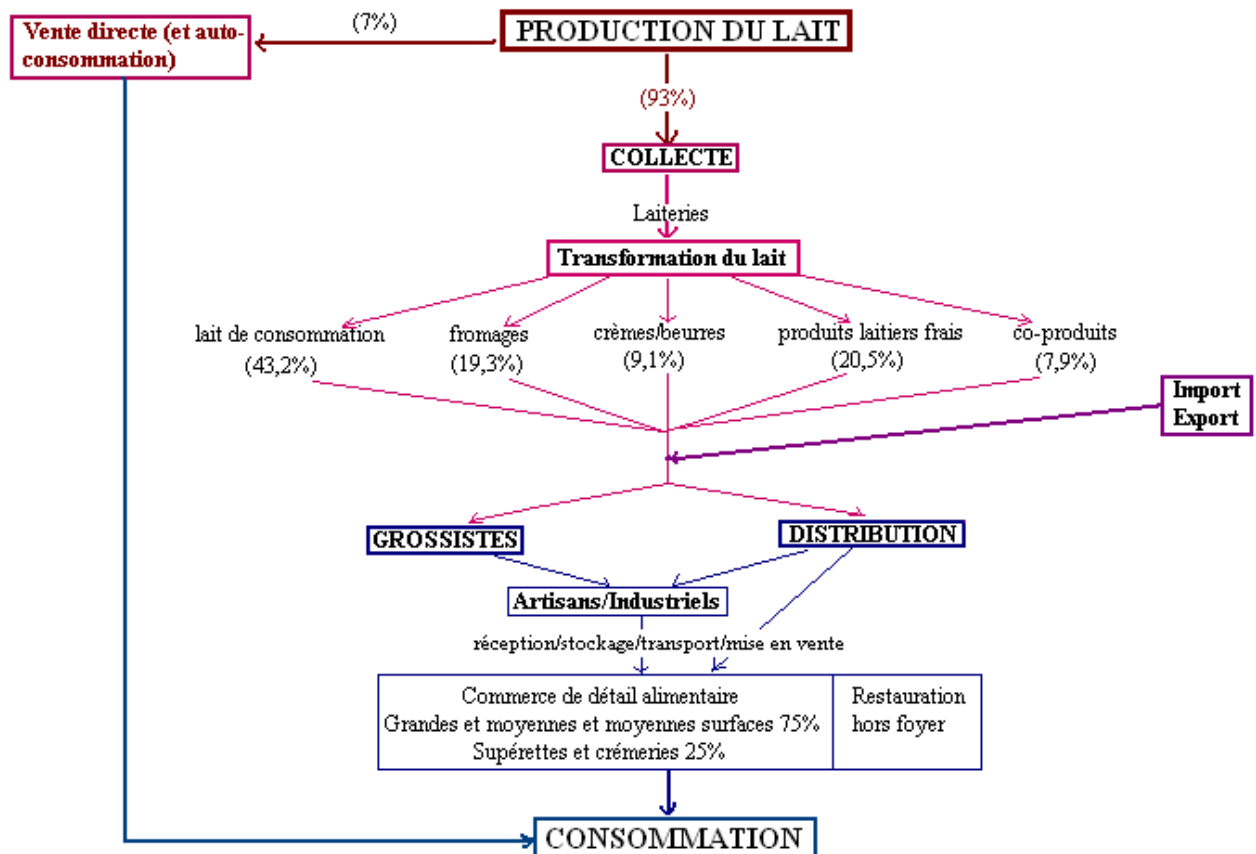 Vente directe (et auto-
consommation)
(7%)
PRODUCTION DU LAIT
(93%)
COLLECTE
Laiteries
Transformation du lait
lait de consommation
(43,2%)
fromages
(19,3%)
crèmes/beurres
(9,1%)
produits laitiers frais
(20,5%)
co-produits
(7,9%)
Import
Export
GROSSISTES
DISTRIBUTION
Artisans/Industriels
réception/stockage/transport/mise en vente
Commerce de détail alimentaire
Grandes et moyennes et moyennes surfaces 75%
Supérettes et crémeries 25%
Restauration
hors foyer
CONSOMMATION